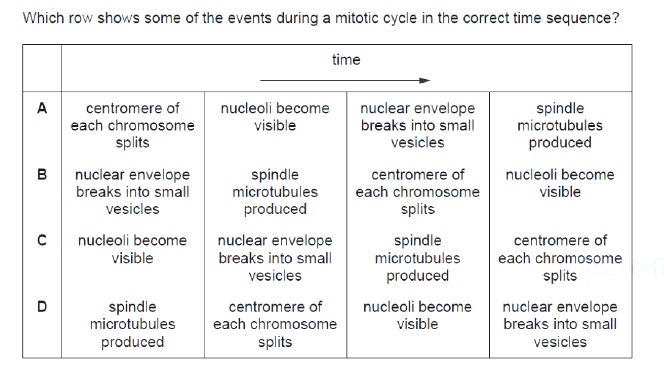 Which row shows some of the events during a mitotic cycle in the correct time sequence?
time
A
centromere of
each chromosome
splits
nucleoli become
visible
nuclear envelope
breaks into small
vesicles
spindle
microtubules
produced
B
nuclear envelope
breaks into small
vesicles
spindle
microtubules
produced
centromere of
each chromosome
splits
nucleoli become
visible
C
nucleoli become
visible
nuclear envelope
breaks into small
vesicles
spindle
microtubules
produced
centromere of
each chromosome
splits
D
spindle
microtubules
produced
centromere of
each chromosome
splits
nucleoli become
visible
nuclear envelope
breaks into small
vesicles